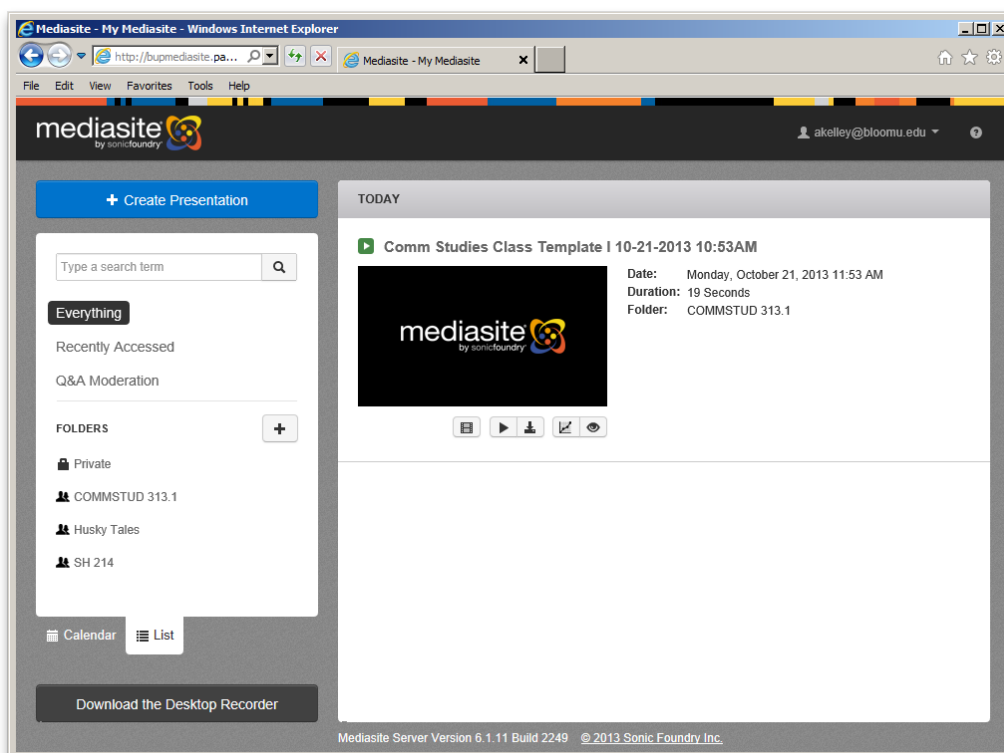 Mediasite - My Mediasite - Windows Internet Explorer
http://bupmediasite.pa...
Mediasite - My Mediasite
File Edit View Favorites Tools Help
mediasite
by sonicfoundry
akelley@bloomu.edu
+ Create Presentation
Type a search term
Everything
Recently Accessed
Q&A Moderation
FOLDERS
Private
COMMSTUD 313.1
Husky Tales
SH 214
Calendar
List
Download the Desktop Recorder
TODAY
Comm Studies Class Template I 10-21-2013 10:53AM
mediasite
by sonicfoundry
Date: Monday, October 21, 2013 11:53 AM
Duration: 19 Seconds
Folder: COMMSTUD 313.1
Mediasite Server Version 6.1.11 Build 2249 © 2013 Sonic Foundry Inc.